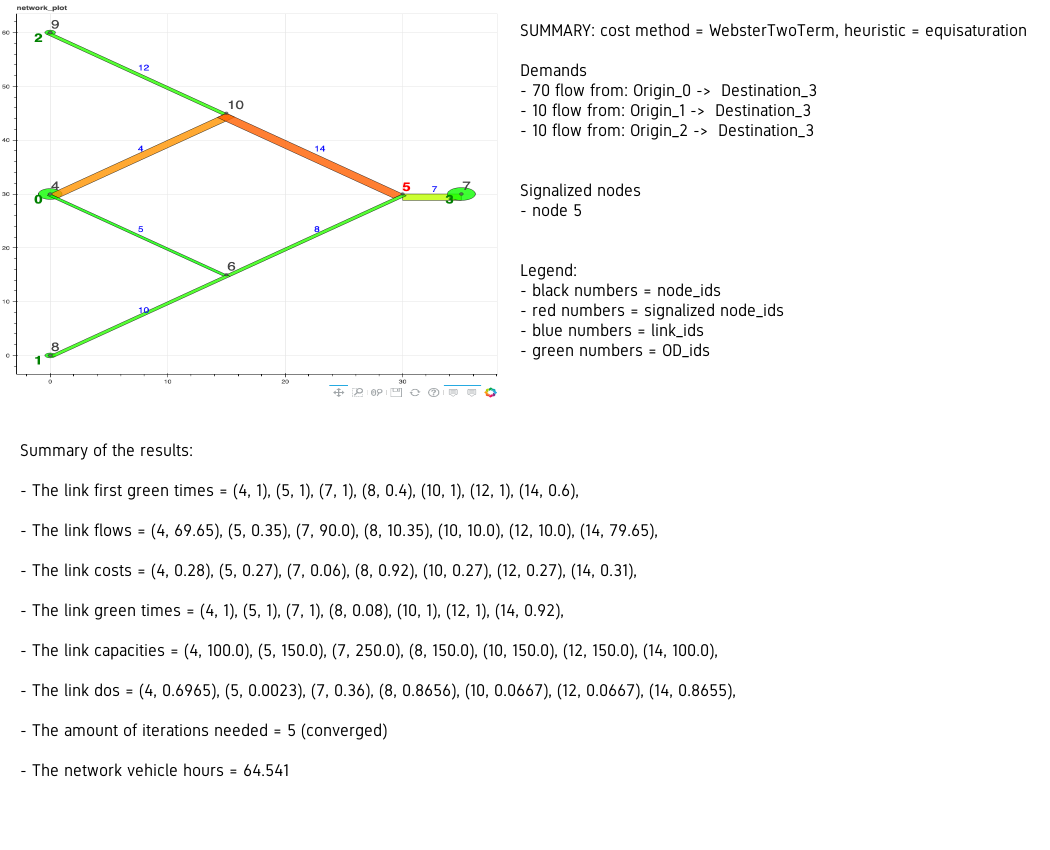 network_plot
SUMMARY: cost method = WebsterTwoTerm, heuristic = equisaturation
Demands
- 70 flow from: Origin_0 -> Destination_3
- 10 flow from: Origin_1 -> Destination_3
- 10 flow from: Origin_2 -> Destination_3
Signalized nodes
- node 5
Legend:
- black numbers = node_ids
- red numbers = signalized node_ids
- blue numbers = link_ids
- green numbers = OD_ids
60
50
40
30
20
10
0
0
10
20
30
9
2
12
10
4
14
4
0
5
7
7
3
5
8
6
10
8
1
Summary of the results:
- The link first green times = (4, 1), (5, 1), (7, 1), (8, 0.4), (10, 1), (12, 1), (14, 0.6),
- The link flows = (4, 69.65), (5, 0.35), (7, 90.0), (8, 10.35), (10, 10.0), (12, 10.0), (14, 79.65),
- The link costs = (4, 0.28), (5, 0.27), (7, 0.06), (8, 0.92), (10, 0.27), (12, 0.27), (14, 0.31),
- The link green times = (4, 1), (5, 1), (7, 1), (8, 0.08), (10, 1), (12, 1), (14, 0.92),
- The link capacities = (4, 100.0), (5, 150.0), (7, 250.0), (8, 150.0), (10, 150.0), (12, 150.0), (14, 100.0),
- The link dos = (4, 0.6965), (5, 0.0023), (7, 0.36), (8, 0.8656), (10, 0.0667), (12, 0.0667), (14, 0.8655),
- The amount of iterations needed = 5 (converged)
- The network vehicle hours = 64.541